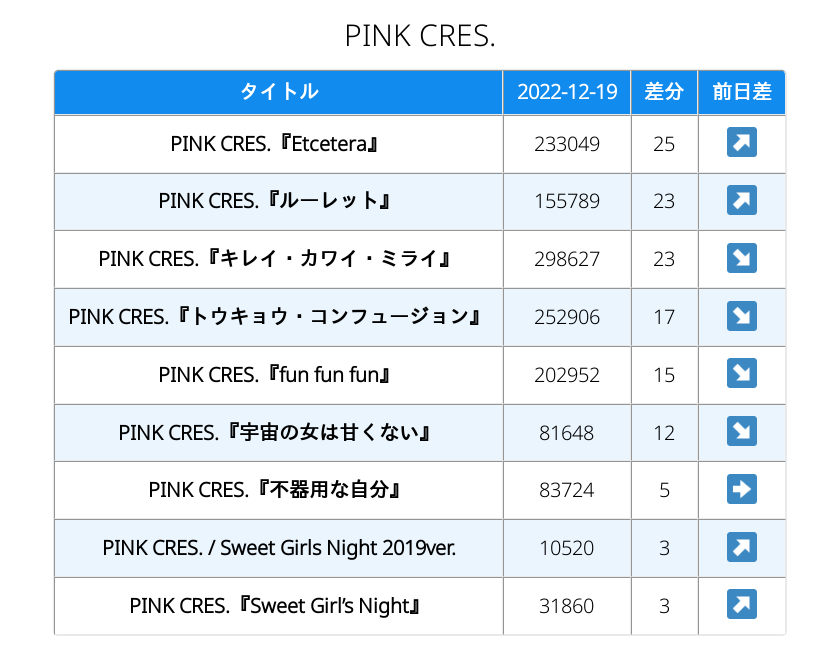 PINK CRES.
タイトル 2022-12-19 差分 前日差
PINK CRES.『Etcetera』 233049 25 ↗
PINK CRES.『ルーレット』 155789 23 ↗
PINK CRES.『キレイ・カワイ・ミライ』 298627 23 ↘
PINK CRES.『トウキョウ・コンフュージョン』 252906 17 ↘
PINK CRES.『fun fun fun』 202952 15 ↘
PINK CRES.『宇宙の女は甘くない』 81648 12 ↘
PINK CRES.『不器用な自分』 83724 5 ➡
PINK CRES. / Sweet Girls Night 2019ver. 10520 3 ↗
PINK CRES.『Sweet Girl’s Night』 31860 3 ↗